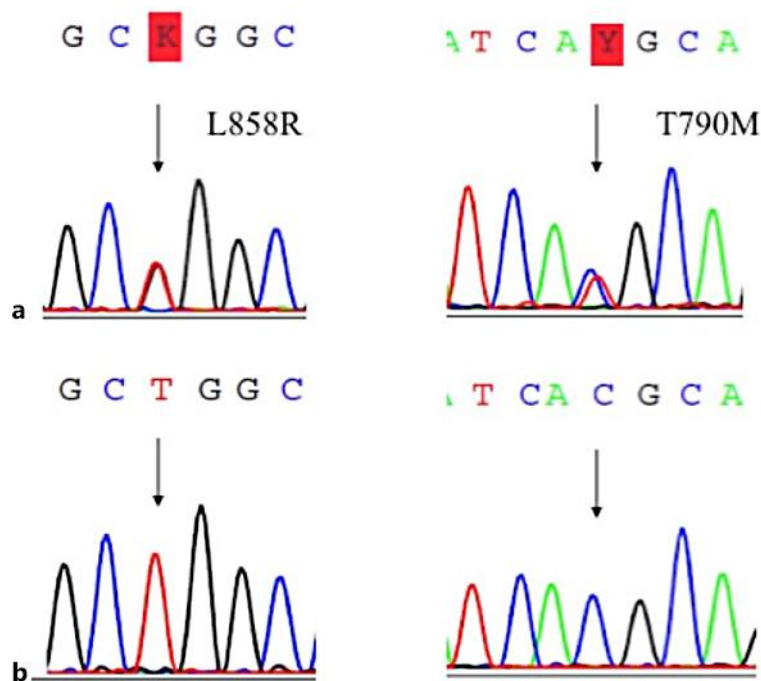 G C K G G C
A T C A Y G C A
L858R
T790M
a
G C T G G C
T C A C G C A
b